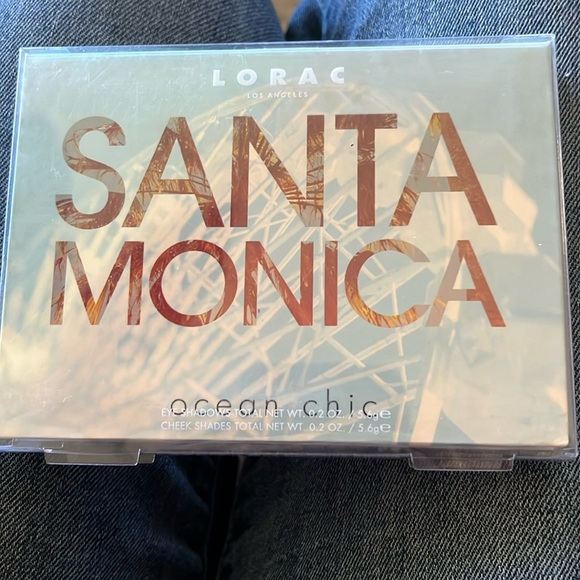 LORAC
LOS ANGELES
SANTA
MONICA
ocean chic
EYE SHADOWS TOTAL NET WT. 0.2 OZ. / 5.6g℮
CHEEK SHADES TOTAL NET WT. 0.2 OZ. / 5.6g℮